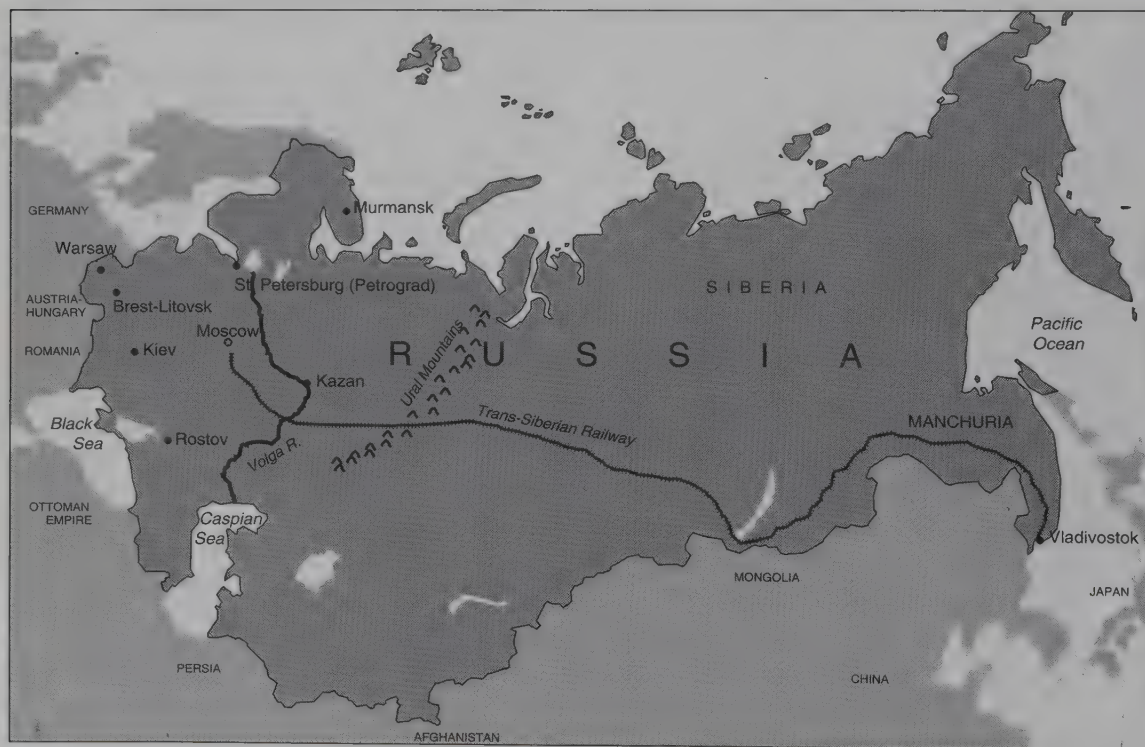 GERMANY
Murmansk
Warsaw
St. Petersburg (Petrograd)
SIBERIA
AUSTRIA-
HUNGARY
Brest-Litovsk
Moscow
Pacific
Ocean
ROMANIA
Kiev
RUSSIA
Ural Mountains
Kazan
Trans-Siberian Railway
MANCHURIA
Black
Sea
Rostov
Volga R.
OTTOMAN
EMPIRE
Caspian
Sea
Vladivostok
MONGOLIA
JAPAN
PERSIA
CHINA
AFGHANISTAN